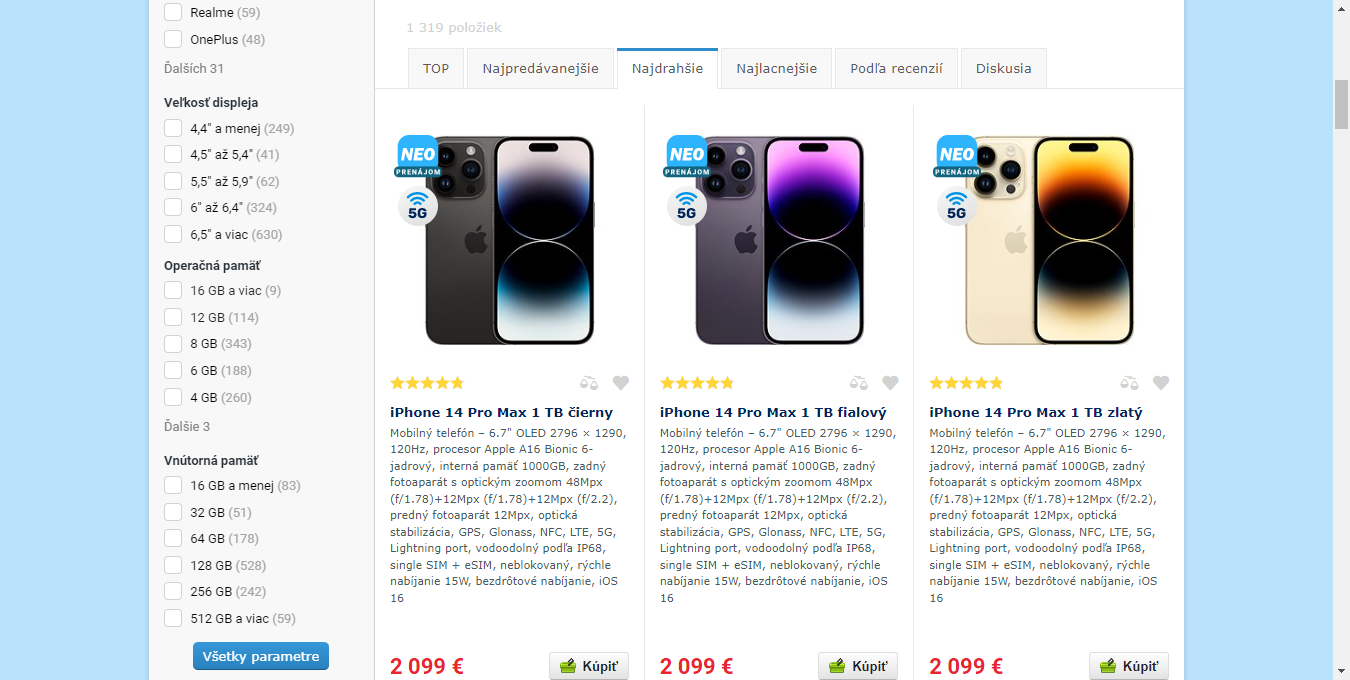 Realme (59)
OnePlus (48)
Ďalších 31
Veľkosť displeja
4,4" a menej (249)
4,5" až 5,4" (41)
5,5" až 5,9" (62)
6" až 6,4" (324)
6,5" a viac (630)
Operačná pamäť
16 GB a viac (9)
12 GB (114)
8 GB (343)
6 GB (188)
4 GB (260)
Ďalšie 3
Vnútorná pamäť
16 GB a menej (83)
32 GB (51)
64 GB (178)
128 GB (528)
256 GB (242)
512 GB a viac (59)
Všetky parametre
1 319 položiek
TOP
Najpredávanejšie
Najdrahšie
Najlacnejšie
Podľa recenzií
Diskusia
NEO
PRENÁJOM
5G
iPhone 14 Pro Max 1 TB čierny
Mobilný telefón – 6.7" OLED 2796 × 1290,
120Hz, procesor Apple A16 Bionic 6-
jadrový, interná pamäť 1000GB, zadný
fotoaparát s optickým zoomom 48Mpx
(f/1.78)+12Mpx (f/1.78)+12Mpx (f/2.2),
predný fotoaparát 12Mpx, optická
stabilizácia, GPS, Glonass, NFC, LTE, 5G,
Lightning port, vodoodolný podľa IP68,
single SIM + eSIM, neblokovaný, rýchle
nabíjanie 15W, bezdrôtové nabíjanie, iOS
16
2 099 €
Kúpiť
NEO
PRENÁJOM
5G
iPhone 14 Pro Max 1 TB fialový
Mobilný telefón – 6.7" OLED 2796 × 1290,
120Hz, procesor Apple A16 Bionic 6-
jadrový, interná pamäť 1000GB, zadný
fotoaparát s optickým zoomom 48Mpx
(f/1.78)+12Mpx (f/1.78)+12Mpx (f/2.2),
predný fotoaparát 12Mpx, optická
stabilizácia, GPS, Glonass, NFC, LTE, 5G,
Lightning port, vodoodolný podľa IP68,
single SIM + eSIM, neblokovaný, rýchle
nabíjanie 15W, bezdrôtové nabíjanie, iOS
16
2 099 €
Kúpiť
NEO
PRENÁJOM
5G
iPhone 14 Pro Max 1 TB zlatý
Mobilný telefón – 6.7" OLED 2796 × 1290,
120Hz, procesor Apple A16 Bionic 6-
jadrový, interná pamäť 1000GB, zadný
fotoaparát s optickým zoomom 48Mpx
(f/1.78)+12Mpx (f/1.78)+12Mpx (f/2.2),
predný fotoaparát 12Mpx, optická
stabilizácia, GPS, Glonass, NFC, LTE, 5G,
Lightning port, vodoodolný podľa IP68,
single SIM + eSIM, neblokovaný, rýchle
nabíjanie 15W, bezdrôtové nabíjanie, iOS
16
2 099 €
Kúpiť